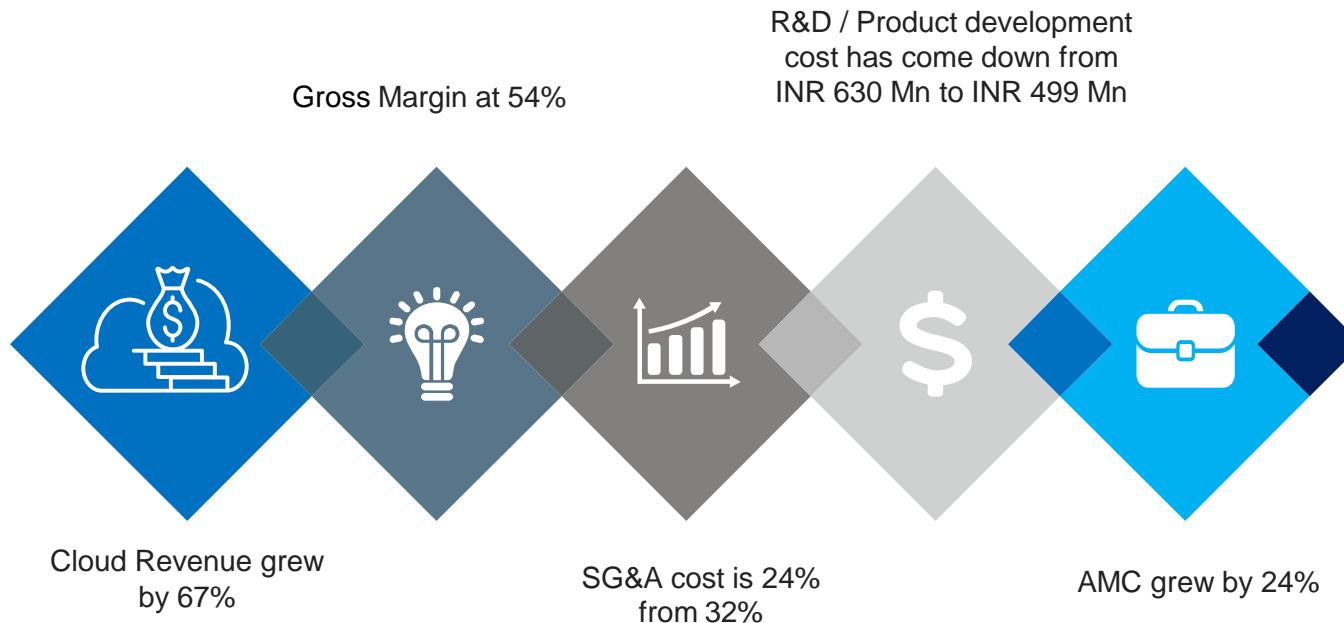 Cloud Revenue grew
by 67%
Gross Margin at 54%
SG&A cost is 24%
from 32%
R&D / Product development
cost has come down from
INR 630 Mn to INR 499 Mn
AMC grew by 24%